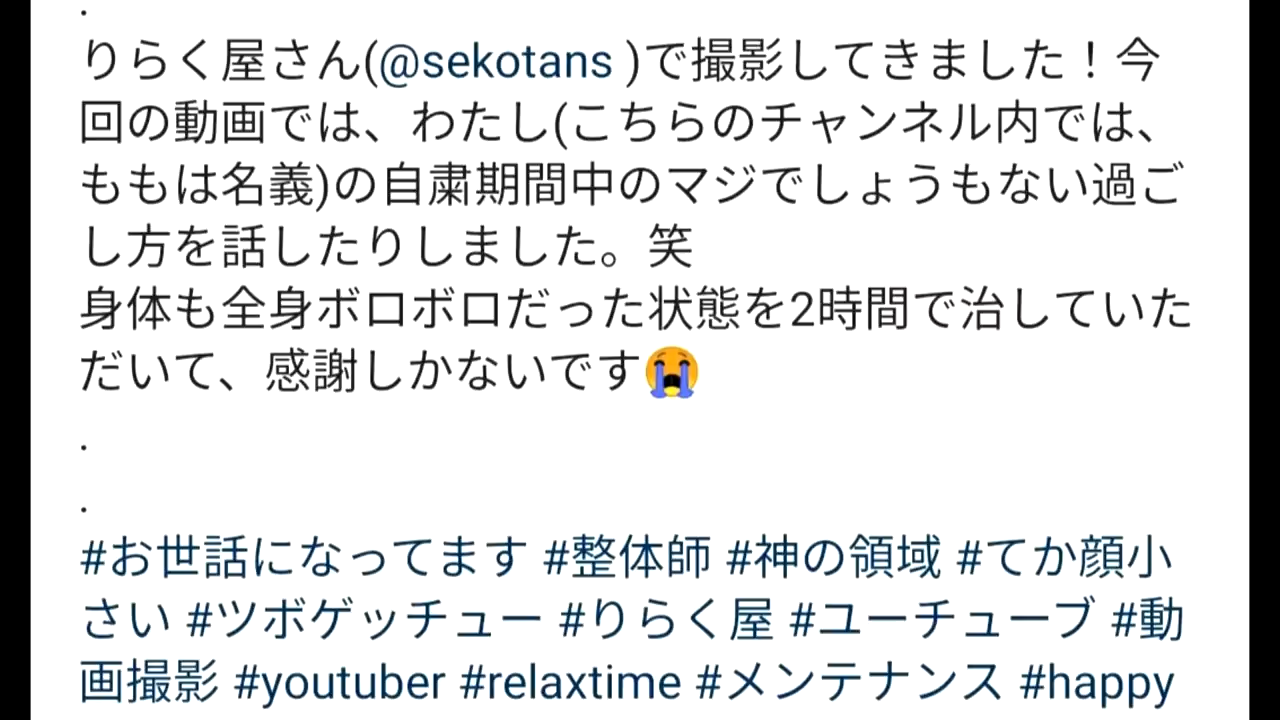 .
りらく屋さん(@sekotans )で撮影してきました！今
回の動画では、わたし(こちらのチャンネル内では、
ももは名義)の自粛期間中のマジでしょうもない過ご
し方を話したりしました。笑
身体も全身ボロボロだった状態を2時間で治していた
だいて、感謝しかないです😭
.
.
#お世話になってます #整体師 #神の領域 #てか顔小
さい #ツボゲッチュー #りらく屋 #ユーチューブ #動
画撮影 #youtuber #relaxtime #メンテナンス #happy